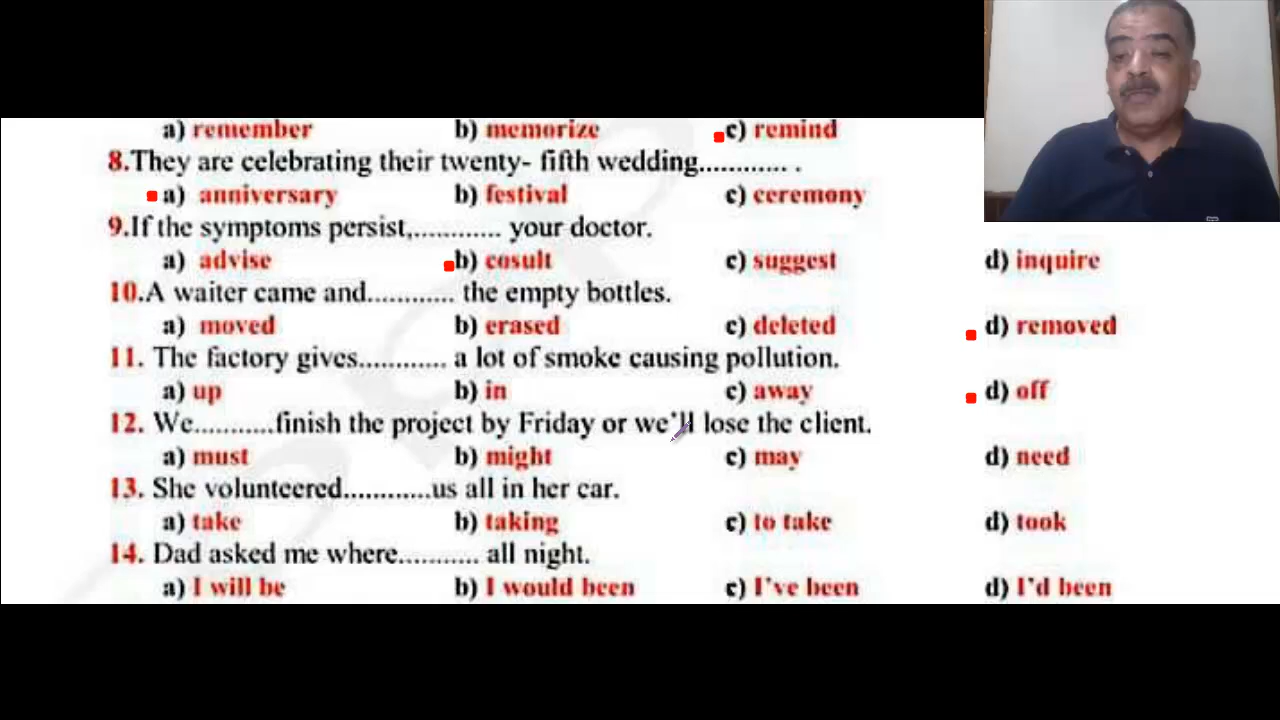 a) remember b) memorize c) remind
8.They are celebrating their twenty- fifth wedding............ .
a) anniversary b) festival c) ceremony
9.If the symptoms persist,............ your doctor.
a) advise b) cosult c) suggest d) inquire
10.A waiter came and............ the empty bottles.
a) moved b) erased c) deleted d) removed
11. The factory gives............ a lot of smoke causing pollution.
a) up b) in c) away d) off
12. We...........finish the project by Friday or we'll lose the client.
a) must b) might c) may d) need
13. She volunteered............us all in her car.
a) take b) taking c) to take d) took
14. Dad asked me where........... all night.
a) I will be b) I would been c) I've been d) I'd been